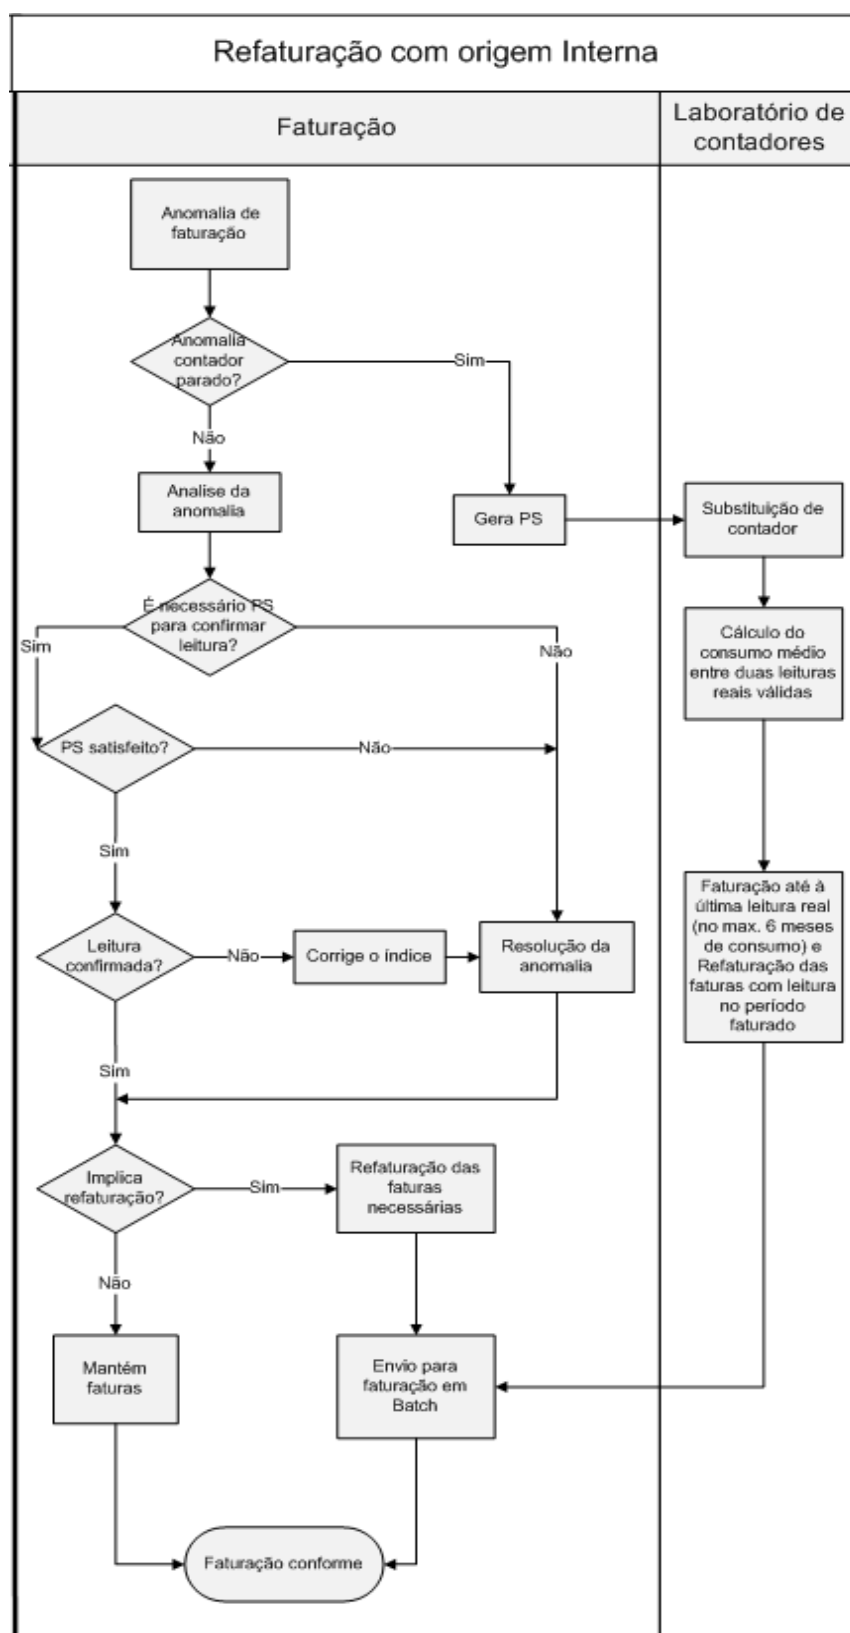 Refaturação com origem Interna
Faturação
Laboratório de
contadores
Anomalia de
faturação
Anomalia
contador
parado?
Sim
Não
Analise da
anomalia
Gera PS
Substituição de
contador
É necessário PS
para confirmar
leitura?
Sim
Não
Cálculo do
consumo médio
entre duas leituras
reais válidas
PS satisfeito?
Não
Sim
Faturação até à
última leitura real
(no max. 6 meses
de consumo) e
Refaturação das
faturas com leitura
no período
faturado
Leitura
confirmada?
Não
Corrige o índice
Resolução da
anomalia
Sim
Implica
refaturação?
Sim
Refaturação das
faturas
necessárias
Não
Mantém
faturas
Envio para
faturação em
Batch
Faturação conforme